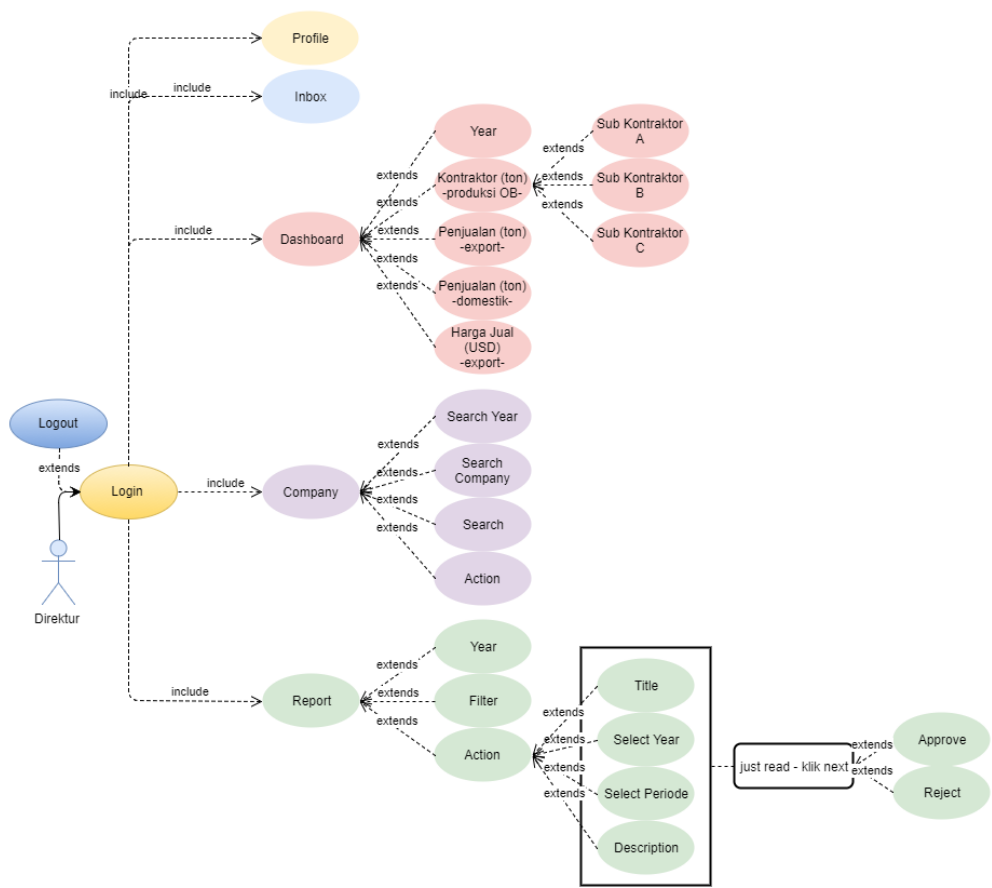 Profile
include
include
Inbox
Year
Sub Kontraktor
A
extends
extends
Kontraktor (ton)
-produksi OB-
extends
Sub Kontraktor
B
extends
extends
include
Dashboard
extends
Penjualan (ton)
-export-
Sub Kontraktor
C
extends
Penjualan (ton)
-domestik-
extends
Harga Jual
(USD)
-export-
Logout
extends
Login
include
Company
Search Year
extends
Search
Company
extends
extends
Search
extends
Action
Direktur
include
Report
Year
extends
Filter
extends
extends
Action
Title
extends
Select Year
extends
extends
Select Periode
extends
Description
just read - klik next
extends
Approve
extends
Reject